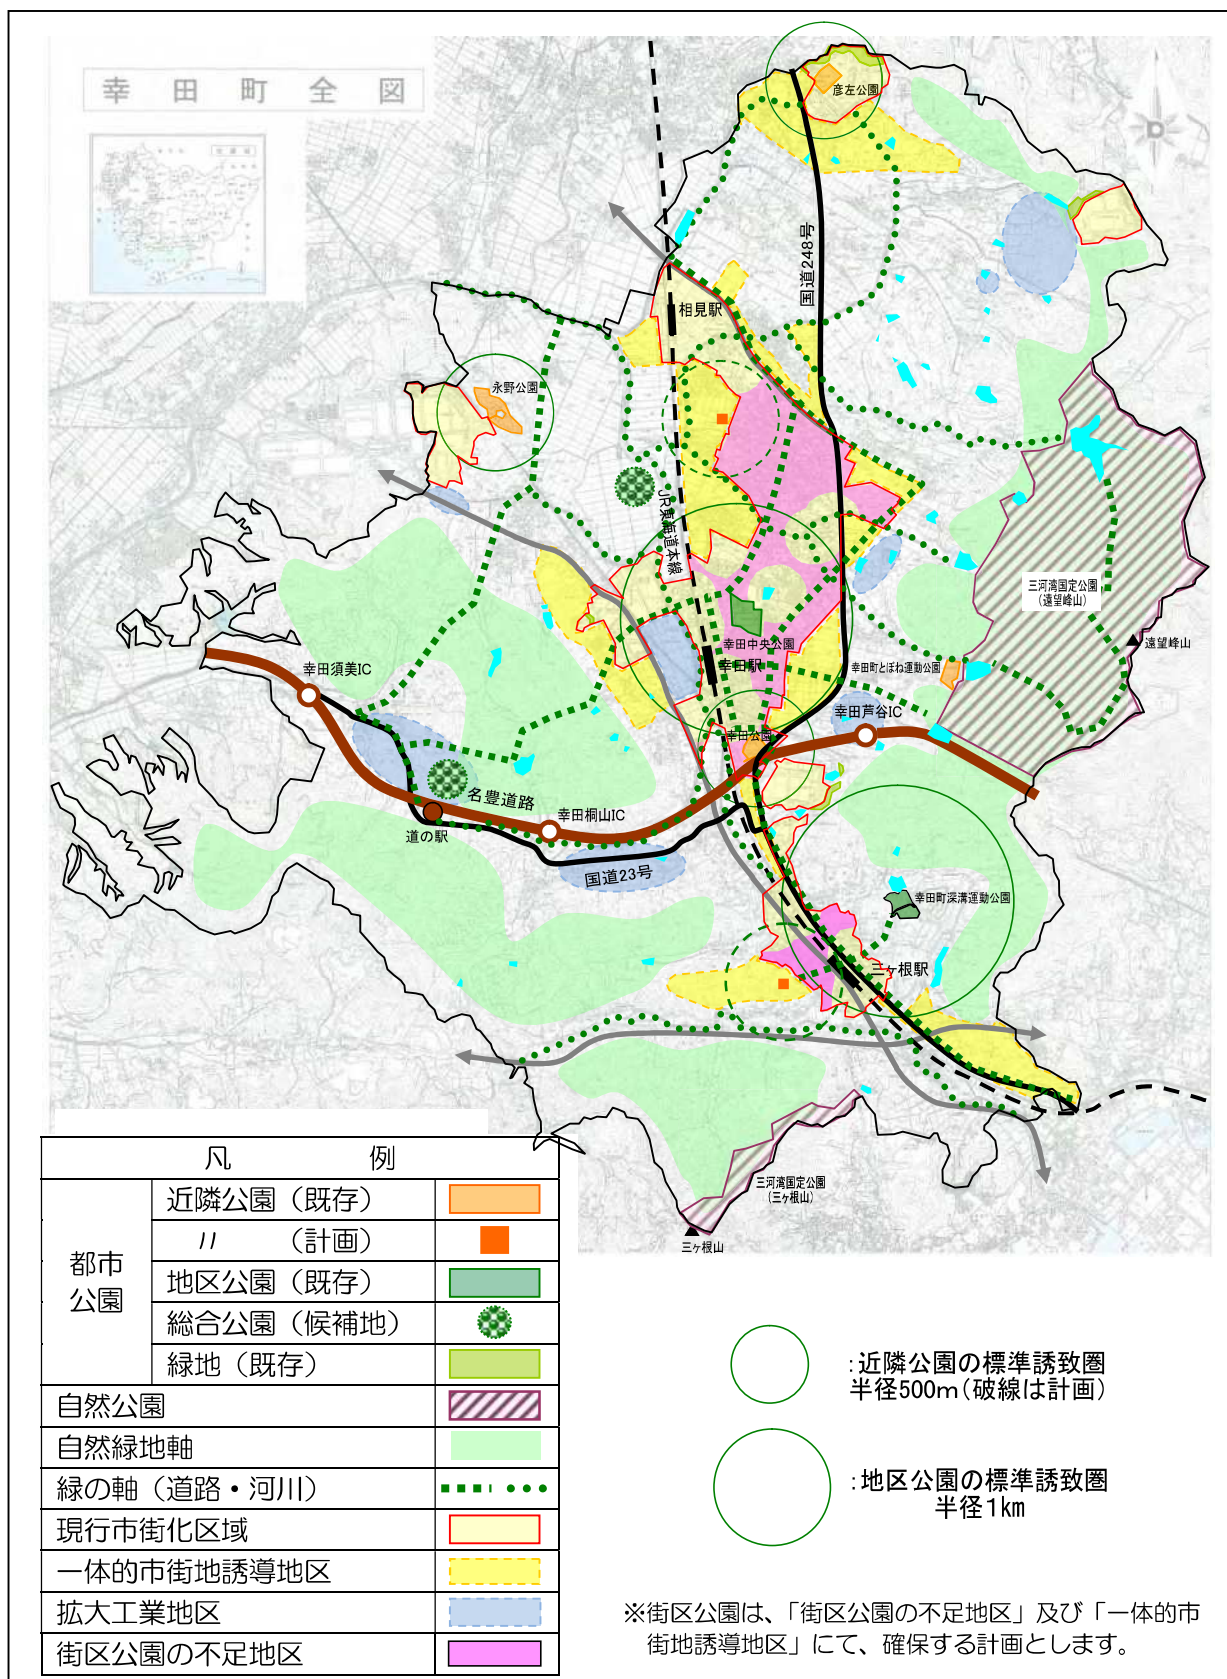 幸田町全図
彦左公園
国道248号
相見駅
永野公園
JR東海道本線
三河湾国定公園
(遠望峰山)
遠望峰山
幸田中央公園
幸田駅
幸田町とぼね運動公園
幸田須美IC
幸田芦谷IC
幸田公園
名豊道路
幸田桐山IC
道の駅
国道23号
幸田町深溝運動公園
三ヶ根駅
三河湾国定公園
(三ヶ根山)
三ヶ根山
凡例
都市
公園
近隣公園（既存）
〃（計画）
地区公園（既存）
総合公園（候補地）
緑地（既存）
自然公園
自然緑地軸
緑の軸（道路・河川）
現行市街化区域
一体的市街地誘導地区
拡大工業地区
街区公園の不足地区
：近隣公園の標準誘致圏
半径500m（破線は計画）
：地区公園の標準誘致圏
半径1km
※街区公園は、「街区公園の不足地区」及び「一体的市
街地誘導地区」にて、確保する計画とします。